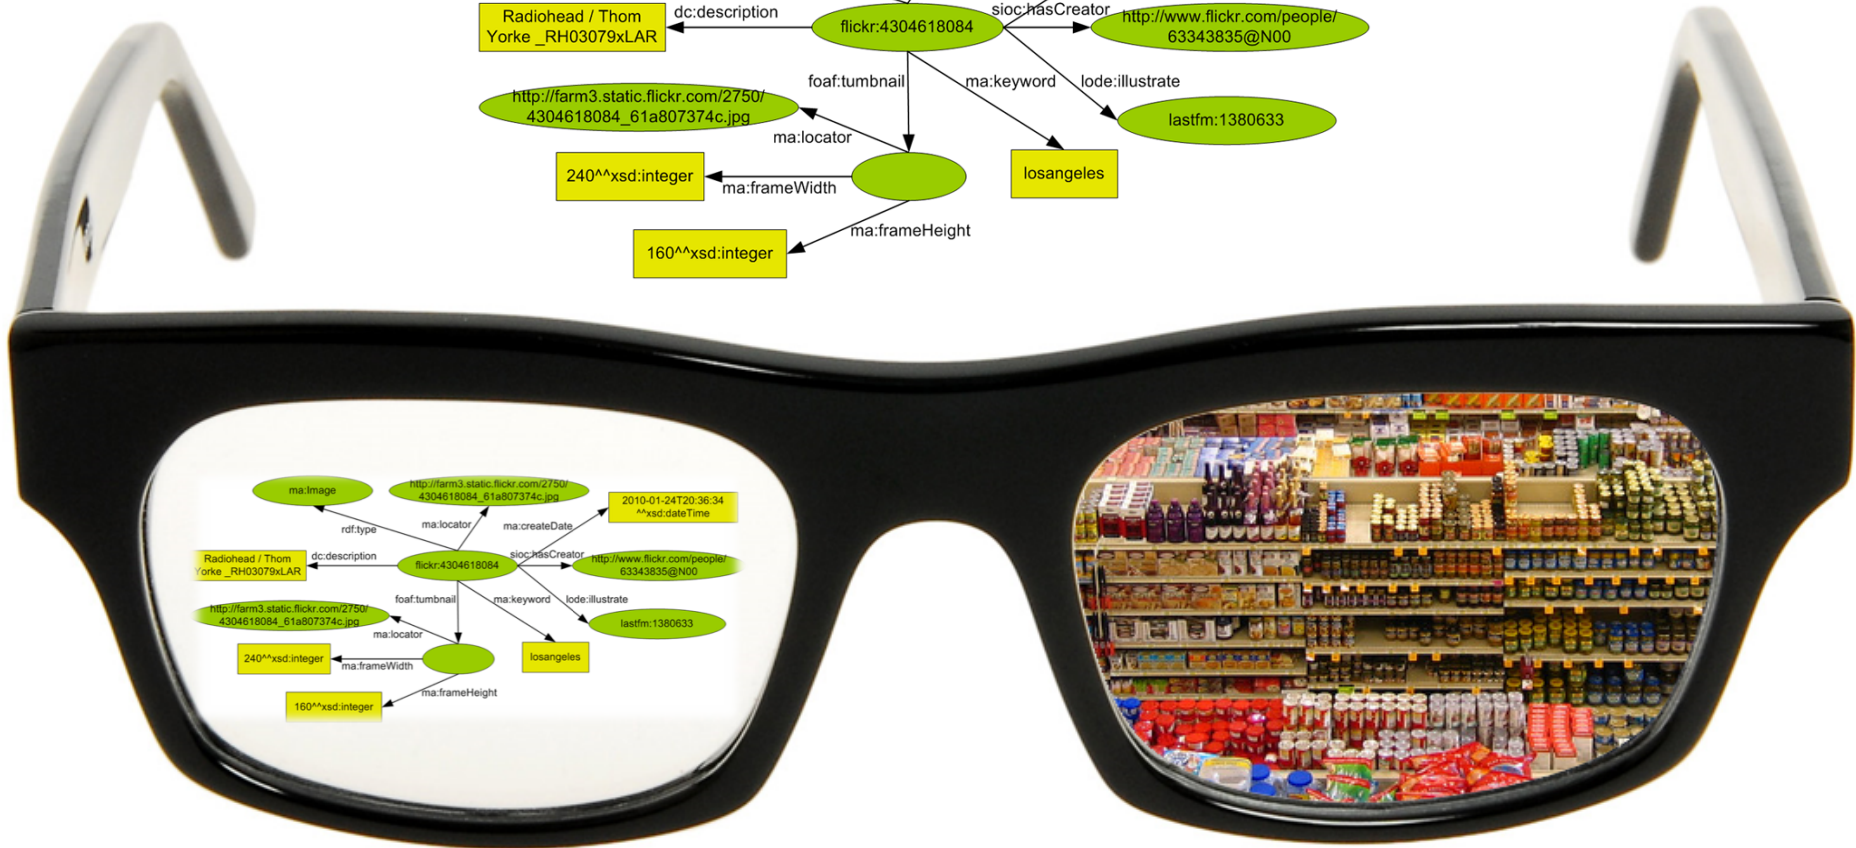 Radiohead / Thom
Yorke _RH03079xLAR
dc:description
flickr:4304618084
sioc:hasCreator
http://www.flickr.com/people/
63343835@N00
foaf:tumbnail
ma:keyword
lode:illustrate
http://farm3.static.flickr.com/2750/
4304618084_61a807374c.jpg
ma:locator
lastfm:1380633
240^^xsd:integer
ma:frameWidth
losangeles
ma:frameHeight
160^^xsd:integer
ma:Image
http://farm3.static.flickr.com/2750/
4304618084_61a807374c.jpg
2010-01-24T20:36:34
^^xsd:dateTime
rdf:type
ma:locator
ma:createDate
Radiohead / Thom
Yorke _RH03079xLAR
dc:description
flickr:4304618084
sioc:hasCreator
http://www.flickr.com/people/
63343835@N00
foaf:tumbnail
ma:keyword
lode:illustrate
http://farm3.static.flickr.com/2750/
4304618084_61a807374c.jpg
ma:locator
lastfm:1380633
240^^xsd:integer
ma:frameWidth
losangeles
ma:frameHeight
160^^xsd:integer